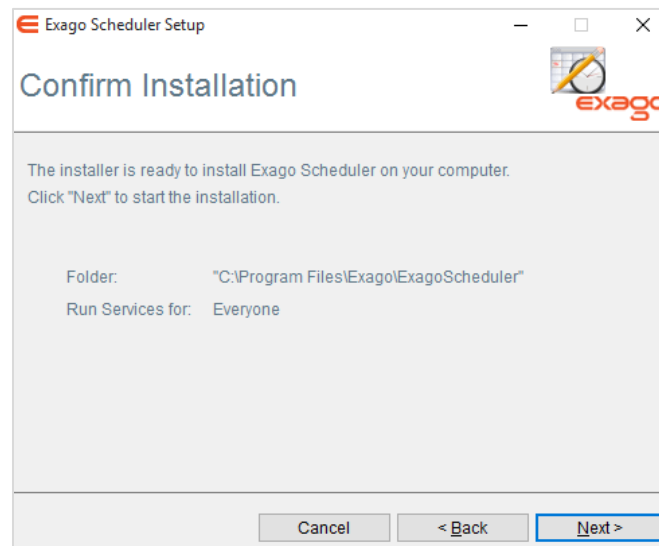 Exago Scheduler Setup
Confirm Installation
exago
The installer is ready to install Exago Scheduler on your computer.
Click "Next" to start the installation.
Folder: "C:\Program Files\Exago\ExagoScheduler"
Run Services for: Everyone
Cancel < Back Next >